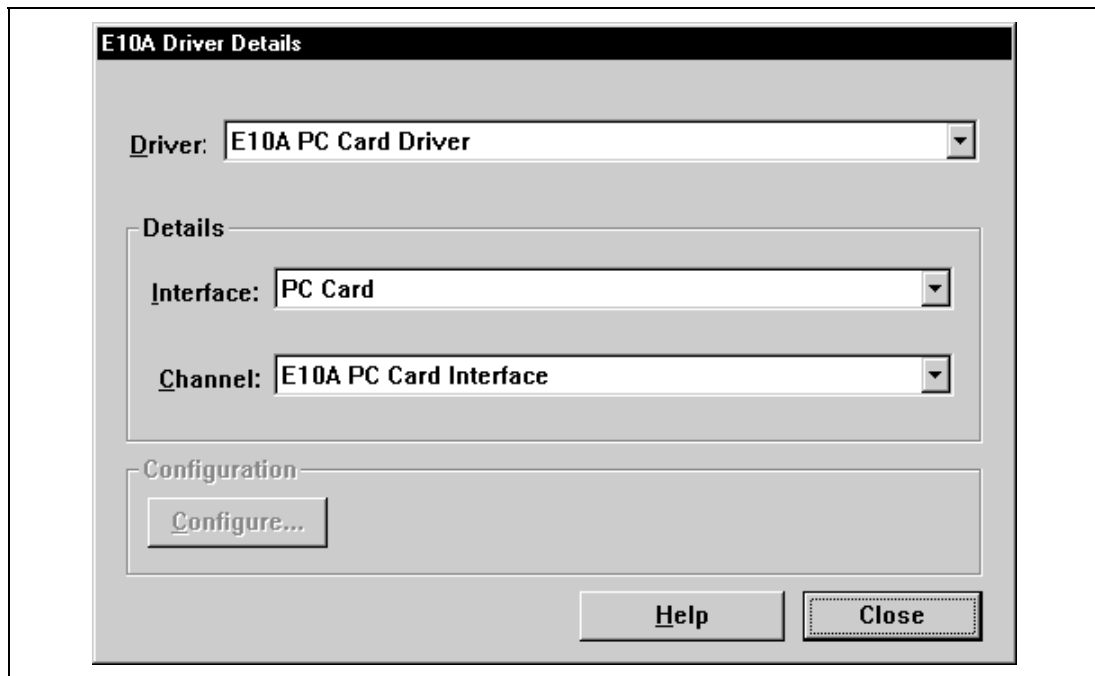 E10A Driver Details
Driver: E10A PC Card Driver
Details
Interface: PC Card
Channel: E10A PC Card Interface
Configuration
Configure...
Help Close